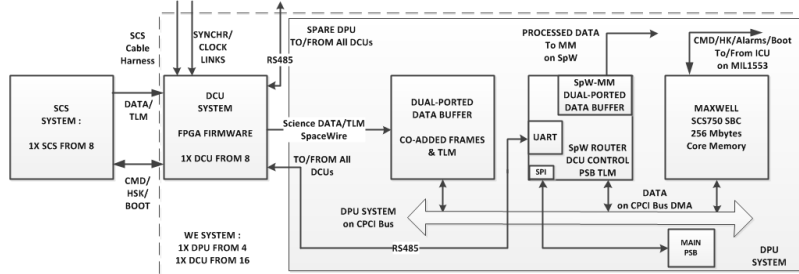 SCS
Cable
Harness
SYNCHR/
CLOCK
LINKS
SPARE DPU
TO/FROM All DCUs
RS485
PROCESSED DATA
To MM
on SpW
CMD/HK/Alarms/Boot
To/From ICU
on MIL1553
SCS
SYSTEM :
1X SCS FROM 8
DATA/
TLM
CMD/
HSK/
BOOT
DCU
SYSTEM
FPGA FIRMWARE
1X DCU FROM 8
Science DATA/TLM
SpaceWire
TO/FROM All
DCUs
DUAL-PORTED
DATA BUFFER
CO-ADDED FRAMES
& TLM
SpW-MM
DUAL-PORTED
DATA BUFFER
UART
SpW ROUTER
DCU CONTROL
PSB TLM
SPI
MAXWELL
SCS750 SBC
256 Mbytes
Core Memory
DATA
on CPCI Bus DMA
DPU SYSTEM
on CPCI Bus
RS485
WE SYSTEM :
1X DPU FROM 4
1X DCU FROM 16
MAIN
PSB
DPU
SYSTEM